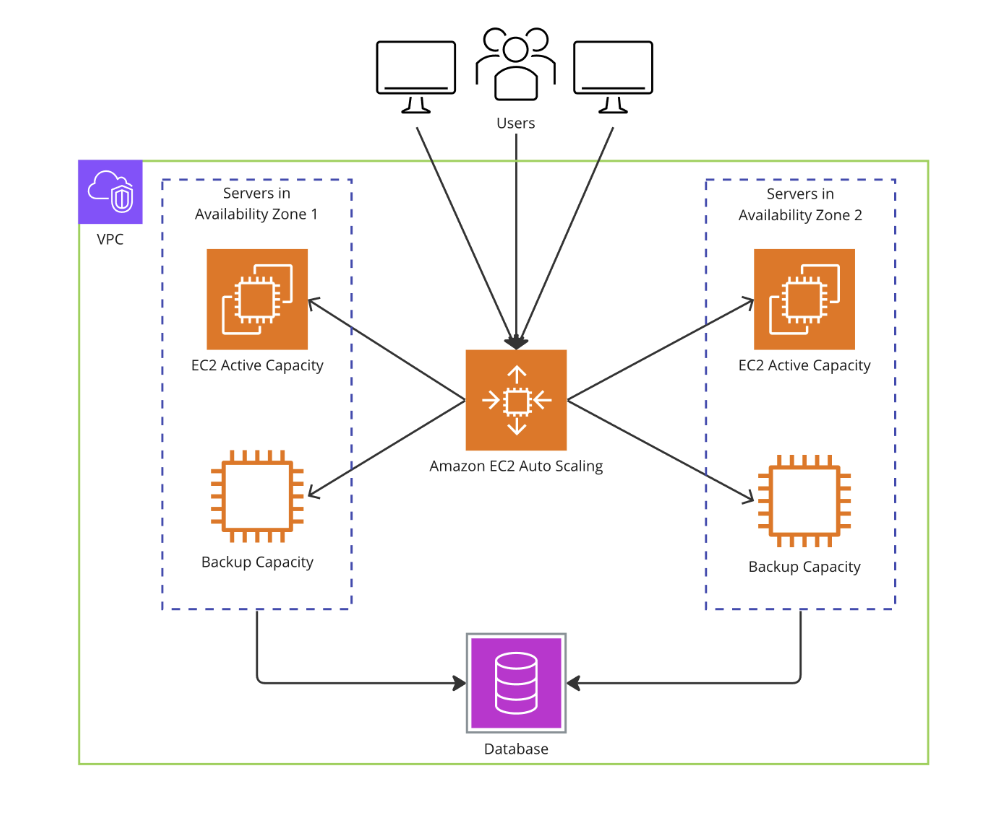 Users
VPC
Servers in
Availability Zone 1
EC2 Active Capacity
Backup Capacity
Amazon EC2 Auto Scaling
Servers in
Availability Zone 2
EC2 Active Capacity
Backup Capacity
Database